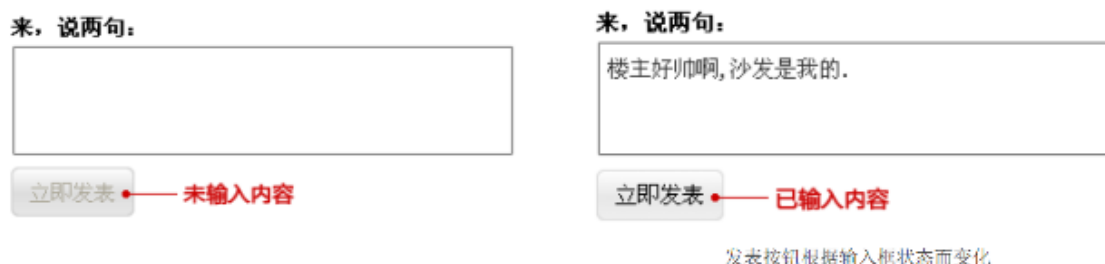 来，说两句：
立即发表
未输入内容
来，说两句：
楼主好帅啊,沙发是我的.
立即发表
已输入内容
发表按钮根据输入框状态而变化